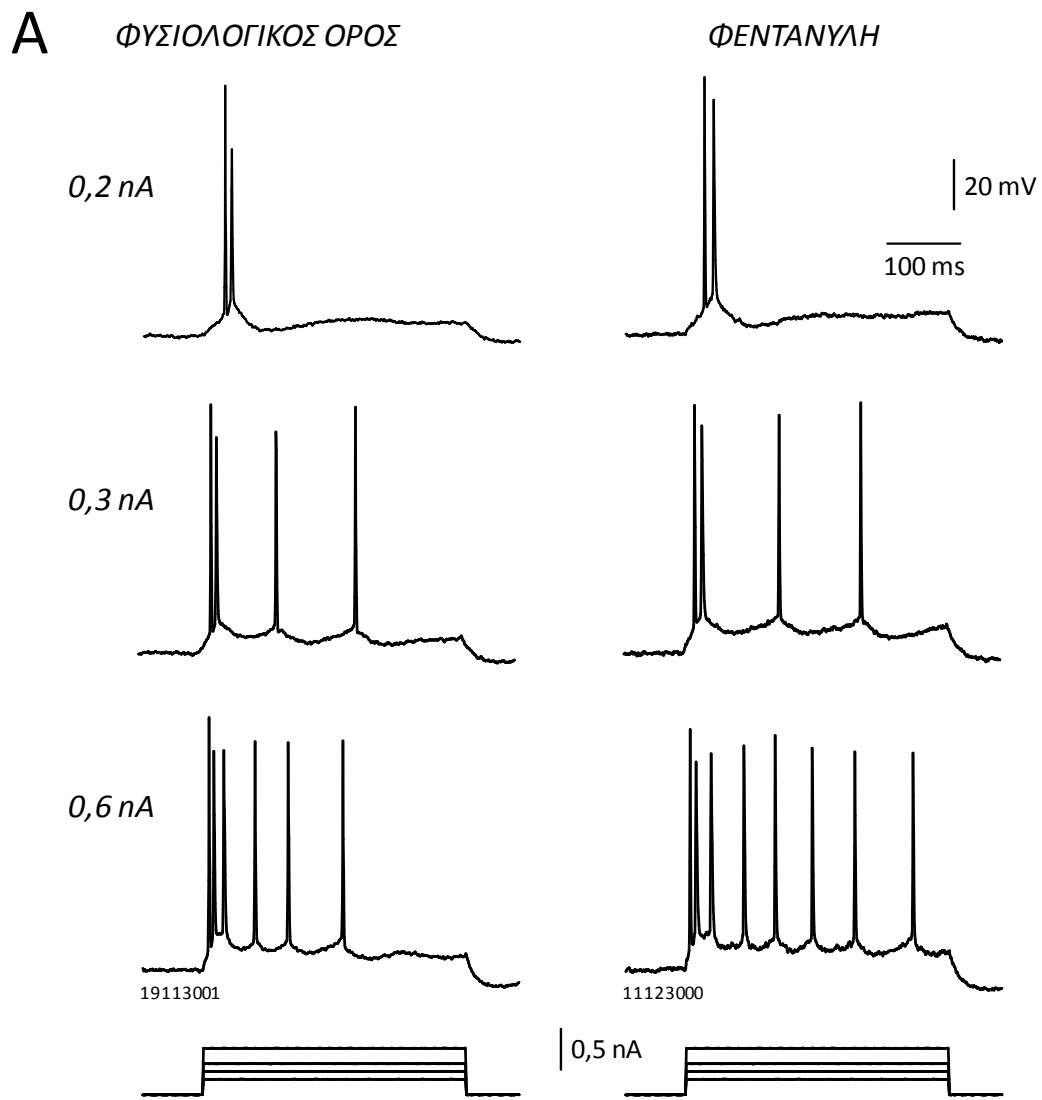 A
ΦΥΣΙΟΛΟΓΙΚΟΣ ΟΡΟΣ
ΦΕΝΤΑΝΥΛΗ
0,2 nA
20 mV
100 ms
0,3 nA
0,6 nA
19113001
11123000
0,5 nA